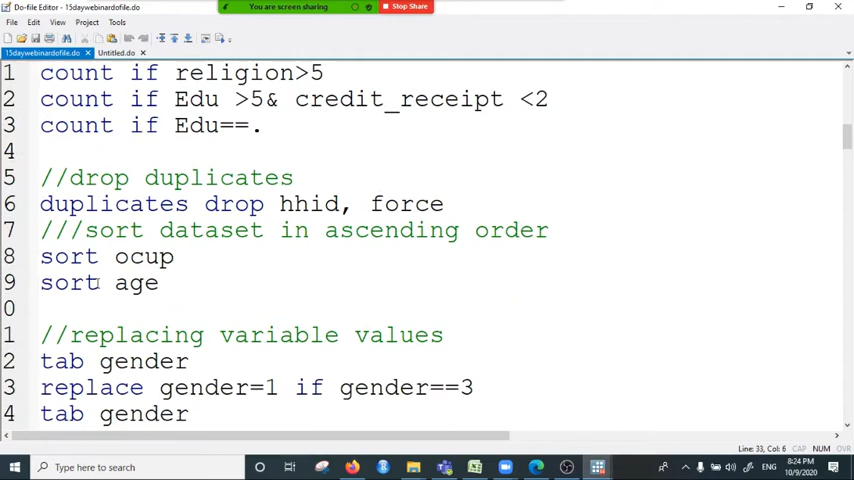 Do-file Editor - 15daywebinardofile.do
You are screen sharing
Stop Share
File Edit View Project Tools
15daywebinardofile.do Untitled.do
1 count if religion>5
2 count if Edu >5& credit_receipt <2
3 count if Edu==.
4
5 //drop duplicates
6 duplicates drop hhid, force
7 ///sort dataset in ascending order
8 sort ocup
9 sort age
0
1 //replacing variable values
2 tab gender
3 replace gender=1 if gender==3
4 tab gender
Line: 33, Col: 6 CAP NUM OVR
Type here to search
ENG
8:24 PM
10/9/2020